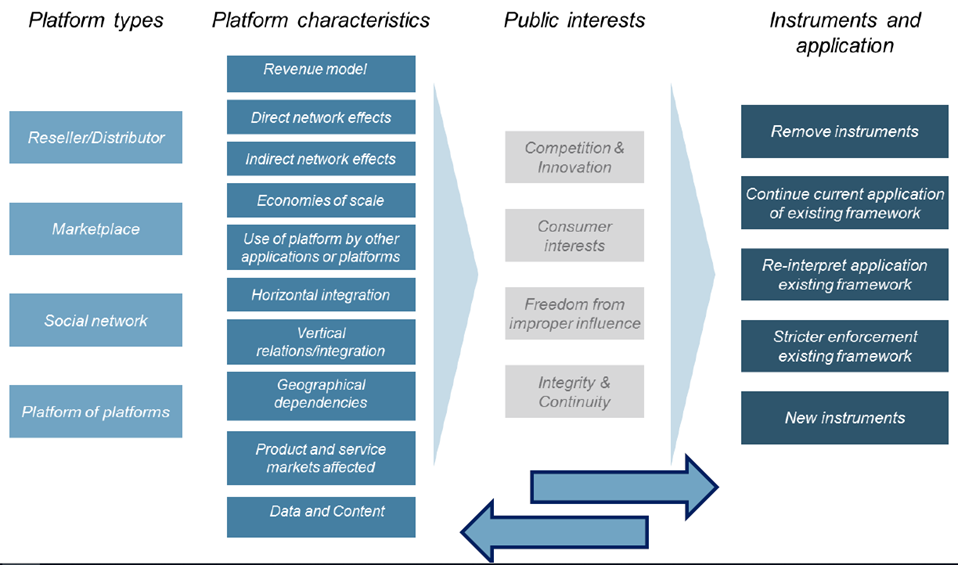 Platform types
Platform characteristics
Public interests
Instruments and
application
Reseller/Distributor
Marketplace
Social network
Platform of platforms
Revenue model
Direct network effects
Indirect network effects
Economies of scale
Use of platform by other
applications or platforms
Horizontal integration
Vertical
relations/integration
Geographical
dependencies
Product and service
markets affected
Data and Content
Competition &
Innovation
Consumer
interests
Freedom from
improper influence
Integrity &
Continuity
Remove instruments
Continue current application
of existing framework
Re-interpret application
existing framework
Stricter enforcement
existing framework
New instruments